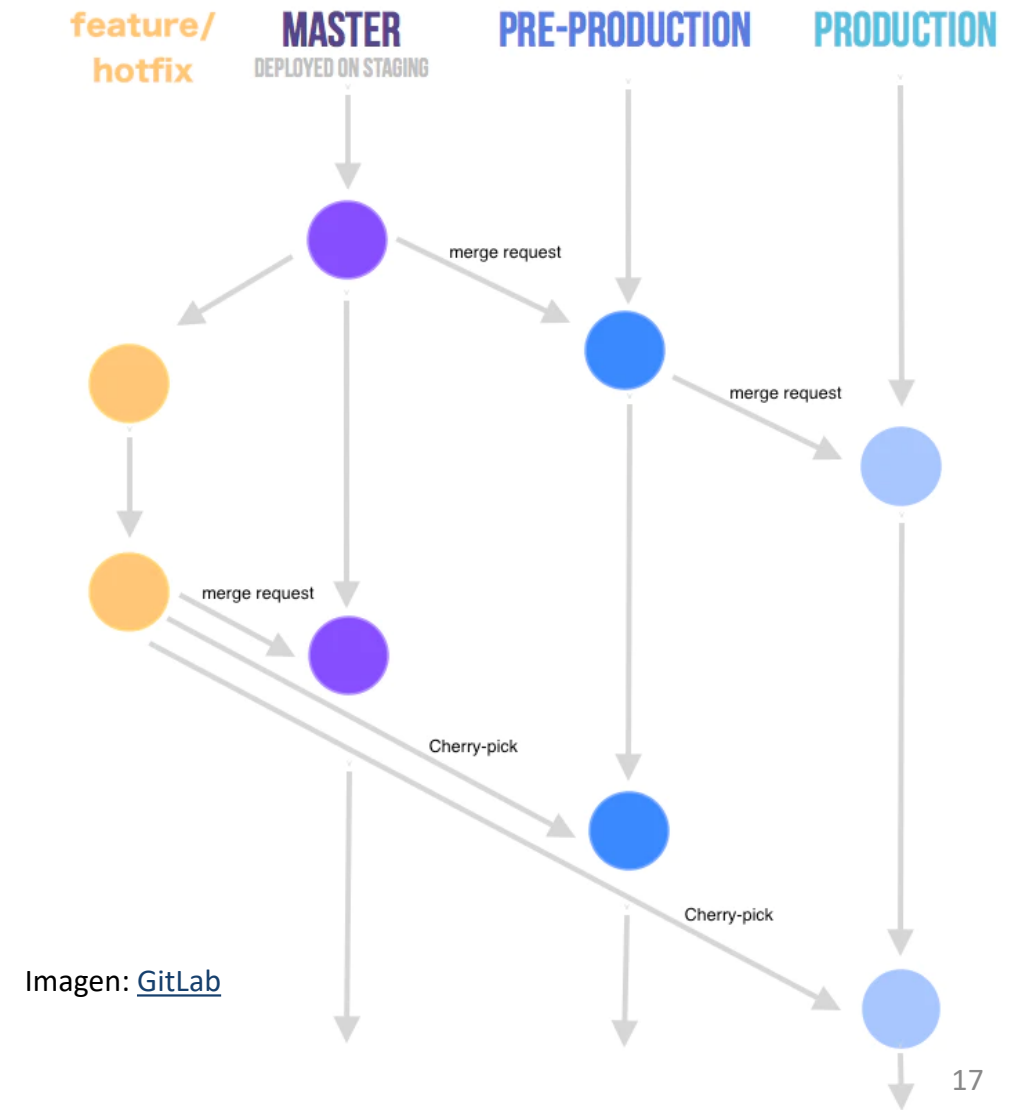 feature/
hotfix
MASTER
DEPLOYED ON STAGING
PRE-PRODUCTION
PRODUCTION
merge request
merge request
merge request
Cherry-pick
Cherry-pick
Imagen: GitLab
17